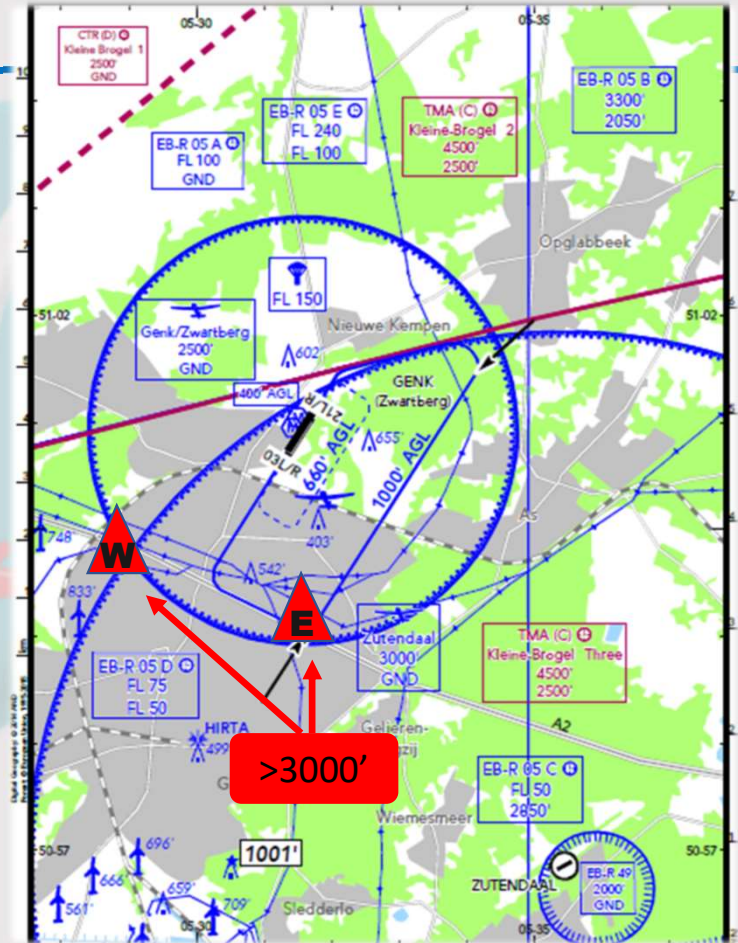 05-30
05-35
CTR (D)
Kleine Brogel 1
2500'
GND
EB-R 05 A
FL 100
GND
EB-R 05 E
FL 240
FL 100
TMA (C)
Kleine-Brogel 2
4500'
2500'
EB-R 05 B
3300'
2050'
Opglabbeek
FL 150
51-02
51-02
Genk/Zwartberg
2500'
GND
Nieuwe Kempen
602'
GENK
(Zwartberg)
400' AGL
21L/R
03L/R
660' AGL
655'
1000' AGL
403'
As
748'
W
542'
833'
E
Zutendaal
3000'
GND
TMA (C)
Kleine-Brogel Three
4500'
2500'
km
EB-R 05 D
FL 75
FL 50
HIRTA
499
A2
>3000'
G
EB-R 05 C
FL 50
2850'
Wiemesmeer
50-57
696'
1001'
50-57
666'
659'
ZUTENDAAL
EB-R 49
2000'
GND
561'
709'
Sledderlo
05-30
05-35